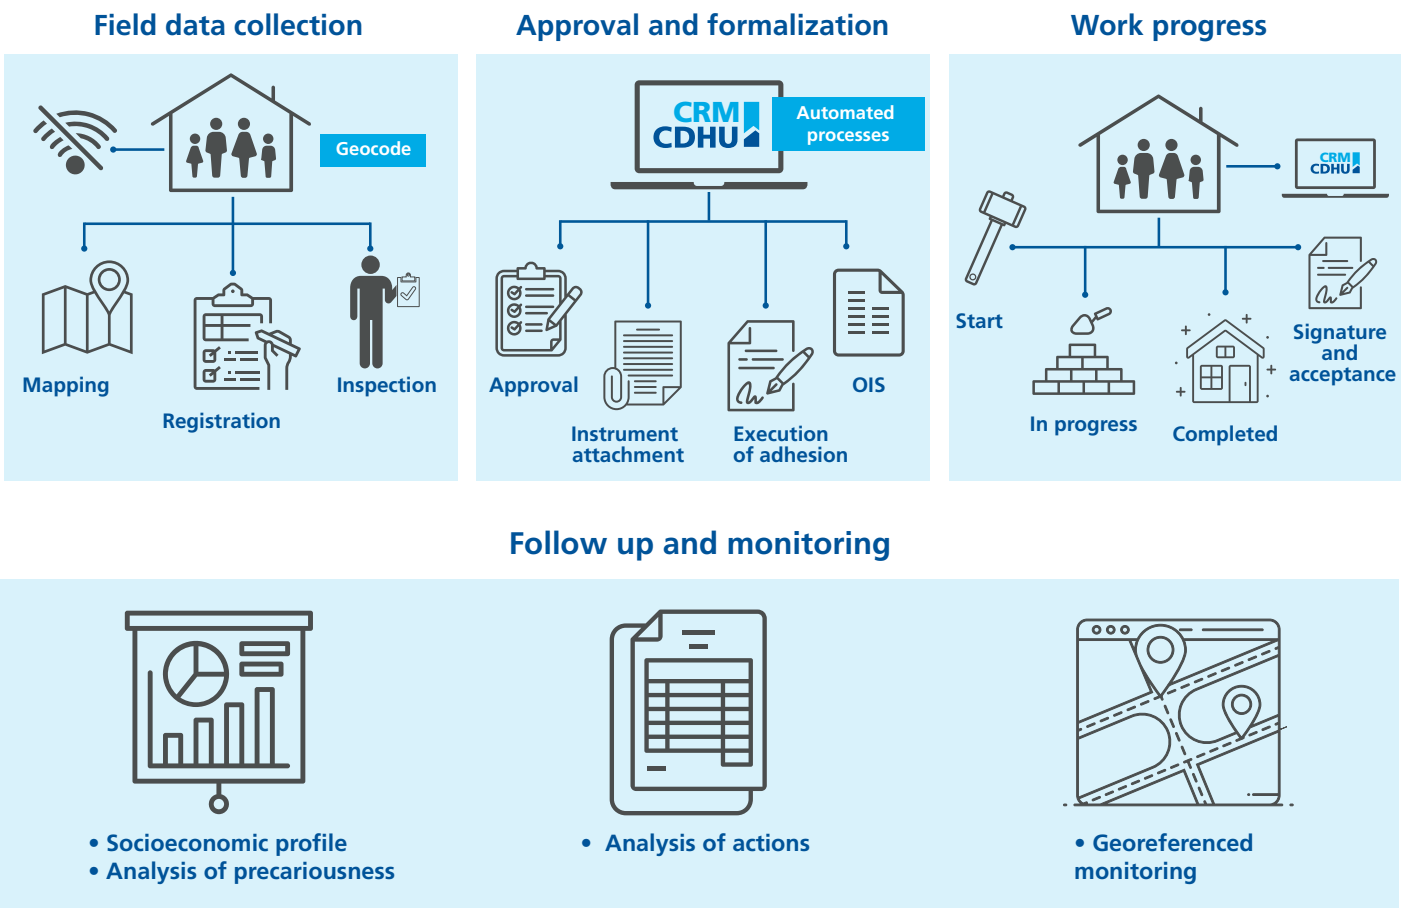 Field data collection
Geocode
Mapping
Registration
Inspection
Approval and formalization
CRM
CDHU
Automated
processes
Approval
Instrument
attachment
Execution
of adhesion
OIS
Work progress
CRM
CDHU
Start
In progress
Completed
Signature
and
acceptance
Follow up and monitoring
• Socioeconomic profile
• Analysis of precariousness
• Analysis of actions
• Georeferenced
monitoring